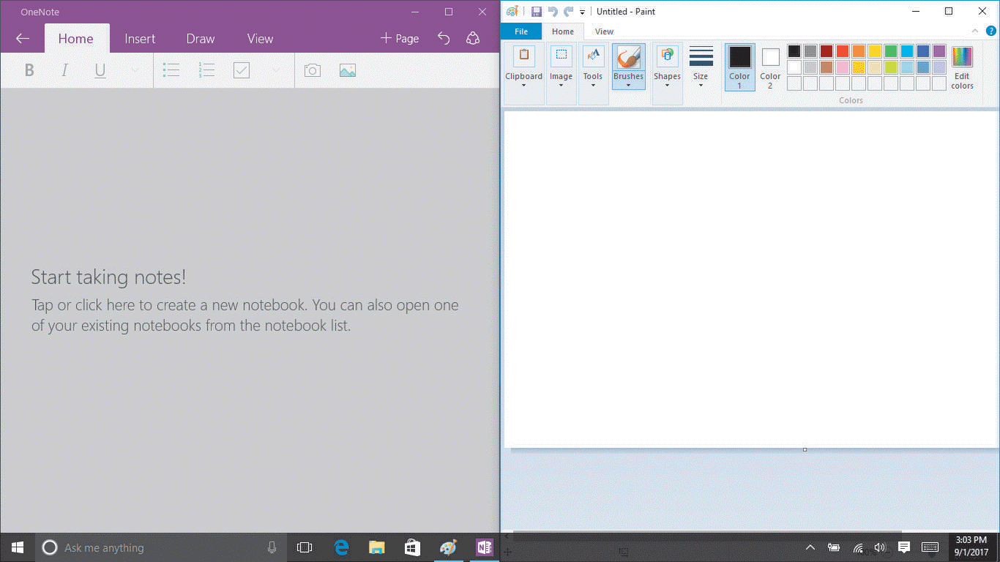 OneNote
Home Insert Draw View + Page
B I U
Start taking notes!
Tap or click here to create a new notebook. You can also open one
of your existing notebooks from the notebook list.
Untitled - Paint
File Home View
Clipboard Image Tools Brushes Shapes Size Color 1 Color 2 Edit colors
Colors
Ask me anything
3:03 PM
9/1/2017